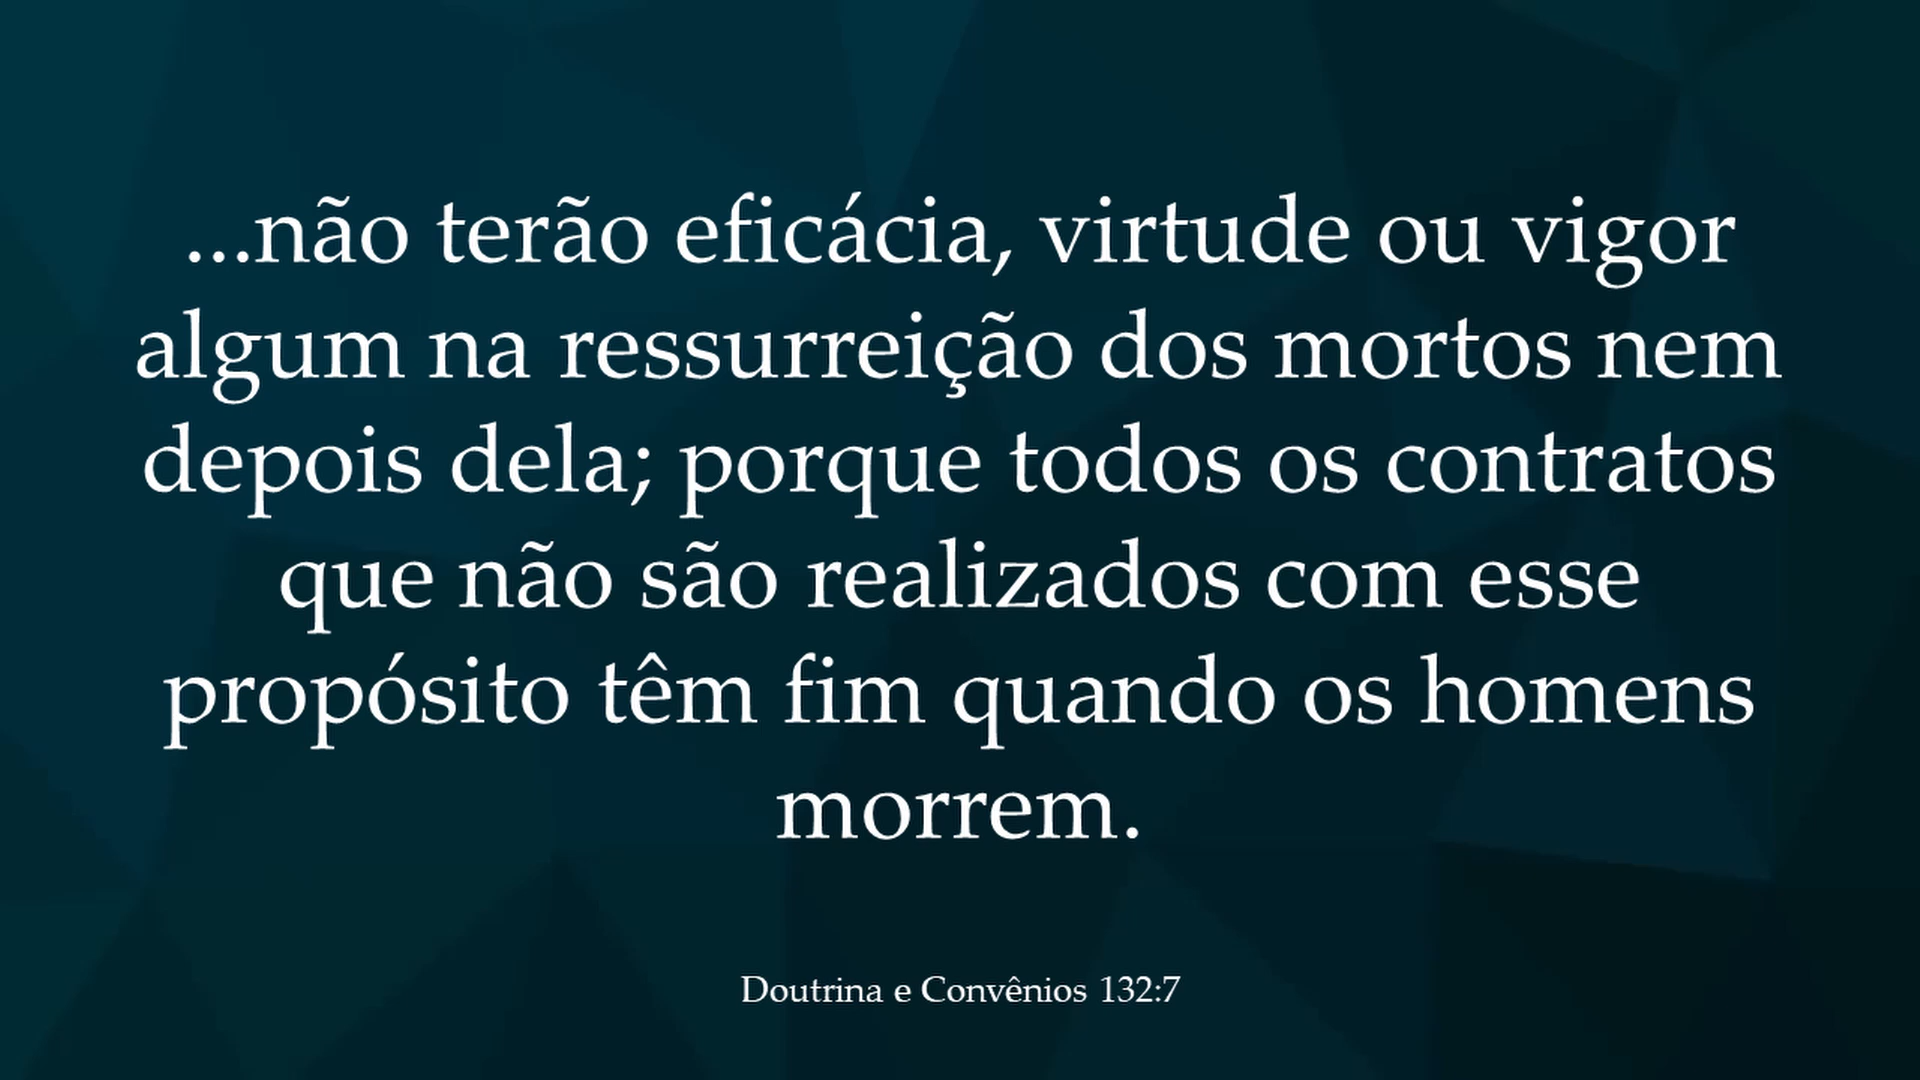 ...não terão eficácia, virtude ou vigor
algum na ressurreição dos mortos nem
depois dela; porque todos os contratos
que não são realizados com esse
propósito têm fim quando os homens
morrem.
Doutrina e Convênios 132:7